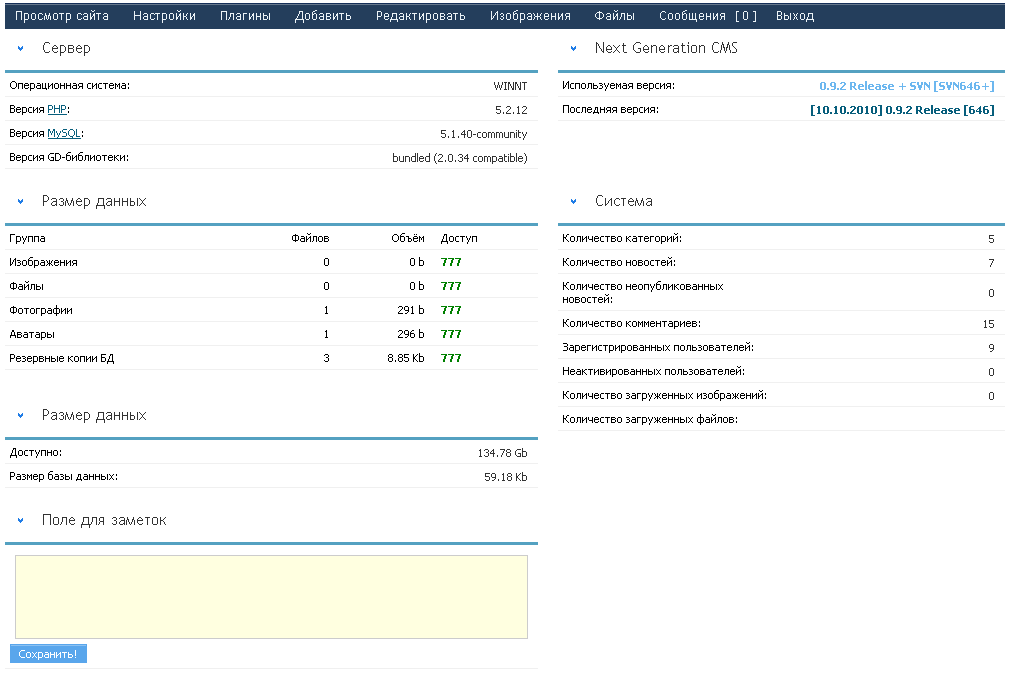 Просмотр сайта Настройки Плагины Добавить Редактировать Изображения Файлы Сообщения [ 0 ] Выход
Сервер
Операционная система: WINNT
Версия PHP: 5.2.12
Версия MySQL: 5.1.40-community
Версия GD-библиотеки: bundled (2.0.34 compatible)
Next Generation CMS
Используемая версия: 0.9.2 Release + SVN [SVN646+]
Последняя версия: [10.10.2010] 0.9.2 Release [646]
Размер данных
Группа Файлов Объём Доступ
Изображения 0 0 b 777
Файлы 0 0 b 777
Фотографии 1 291 b 777
Аватары 1 296 b 777
Резервные копии БД 3 8.85 Kb 777
Система
Количество категорий: 5
Количество новостей: 7
Количество неопубликованных
новостей: 0
Количество комментариев: 15
Зарегистрированных пользователей: 9
Неактивированных пользователей: 0
Количество загруженных изображений: 0
Количество загруженных файлов:
Размер данных
Доступно: 134.78 Gb
Размер базы данных: 59.18 Kb
Поле для заметок
Сохранить!